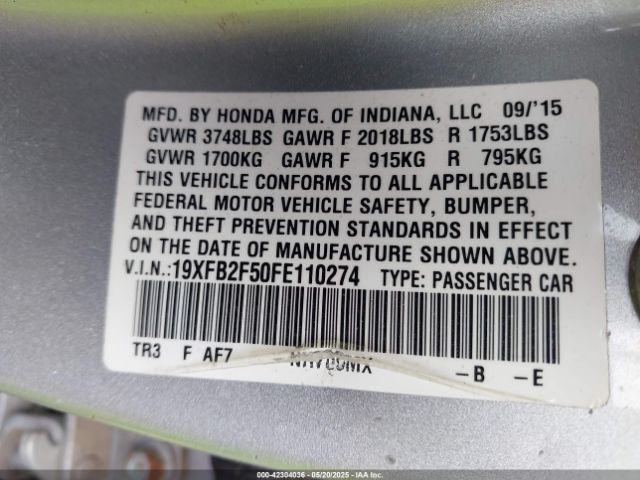 MFD. BY HONDA MFG. OF INDIANA, LLC 09/'15
GVWR 3748LBS GAWR F 2018LBS R 1753LBS
GVWR 1700KG GAWR F 915KG R 795KG
THIS VEHICLE CONFORMS TO ALL APPLICABLE
FEDERAL MOTOR VEHICLE SAFETY, BUMPER,
AND THEFT PREVENTION STANDARDS IN EFFECT
ON THE DATE OF MANUFACTURE SHOWN ABOVE.
V.I.N.:19XFB2F50FE110274 TYPE: PASSENGER CAR
TR3 F AF7 -B -E
000-42304036 - 05/20/2025 - IAAI.COM